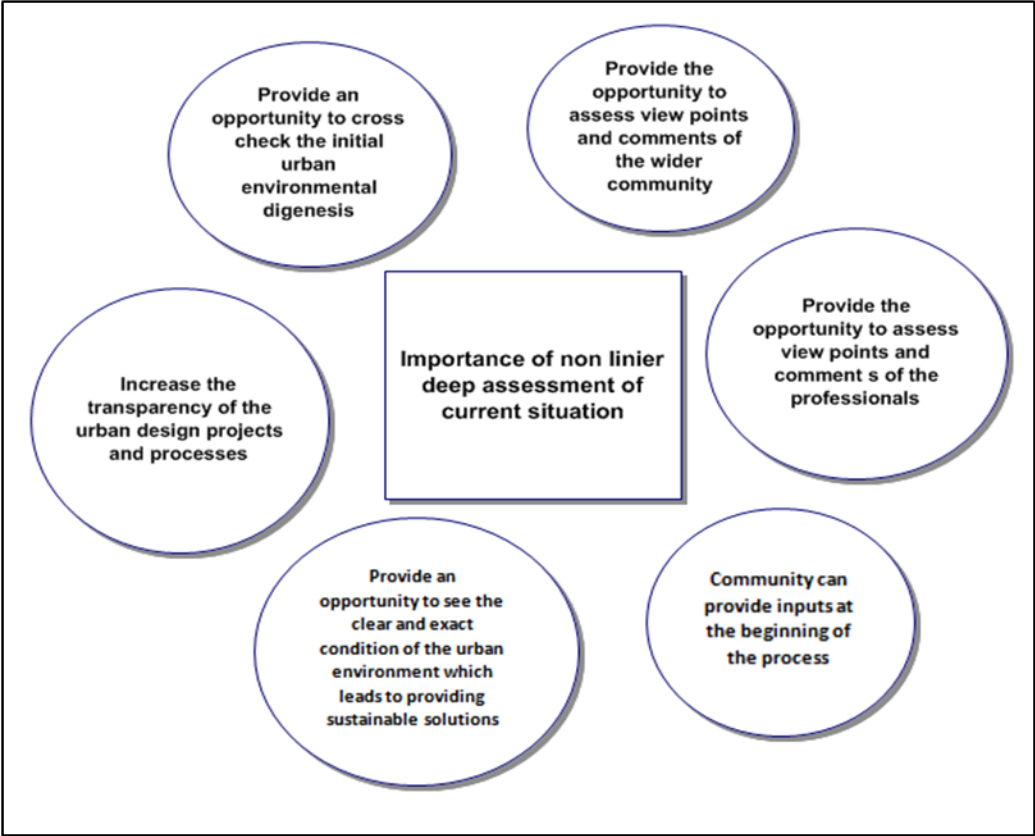 Provide an
opportunity to cross
check the initial
urban
environmental
digenesis
Provide the
opportunity to
assess view points
and comments of
the wider
community
Provide the
opportunity to assess
view points and
comment s of the
professionals
Importance of non linier
deep assessment of
current situation
Increase the
transparency of the
urban design projects
and processes
Provide an
opportunity to see the
clear and exact
condition of the urban
environment which
leads to providing
sustainable solutions
Community can
provide inputs at
the beginning of
the process